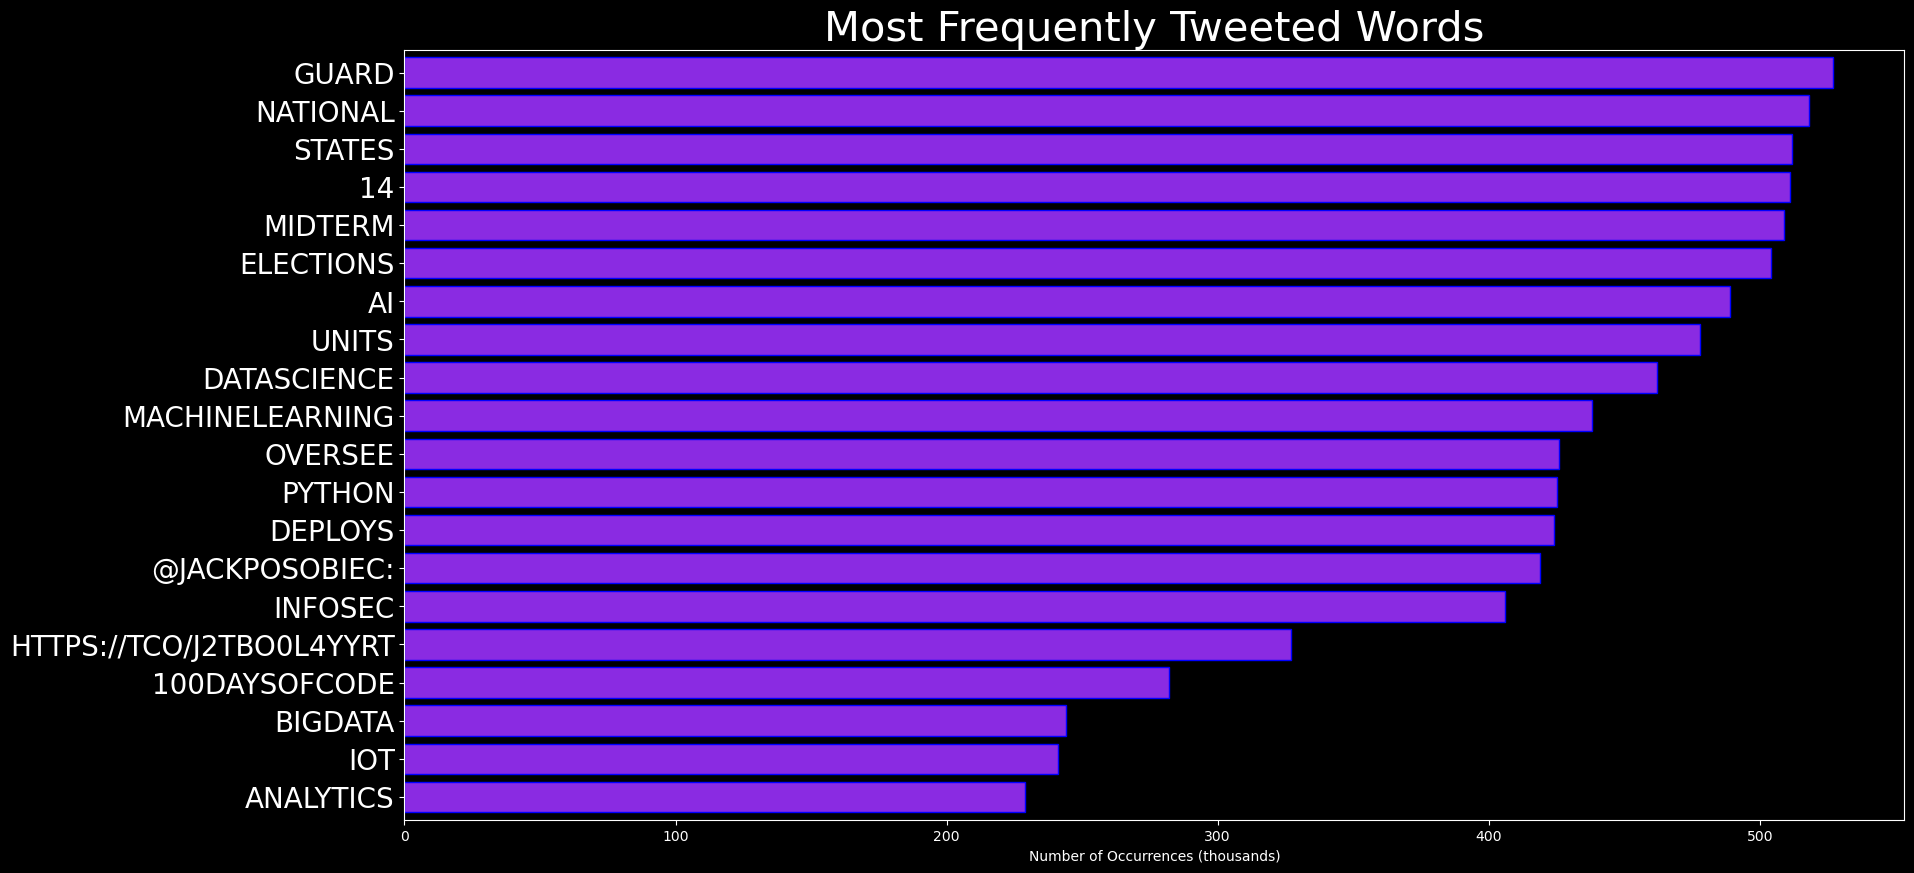 Most Frequently Tweeted Words
GUARD
NATIONAL
STATES
14
MIDTERM
ELECTIONS
AI
UNITS
DATASCIENCE
MACHINELEARNING
OVERSEE
PYTHON
DEPLOYS
@JACKPOSOBIEC:
INFOSEC
HTTPS://TCO/J2TBO0L4YYRT
100DAYSOFCODE
BIGDATA
IOT
ANALYTICS
0 100 200 300 400 500
Number of Occurrences (thousands)